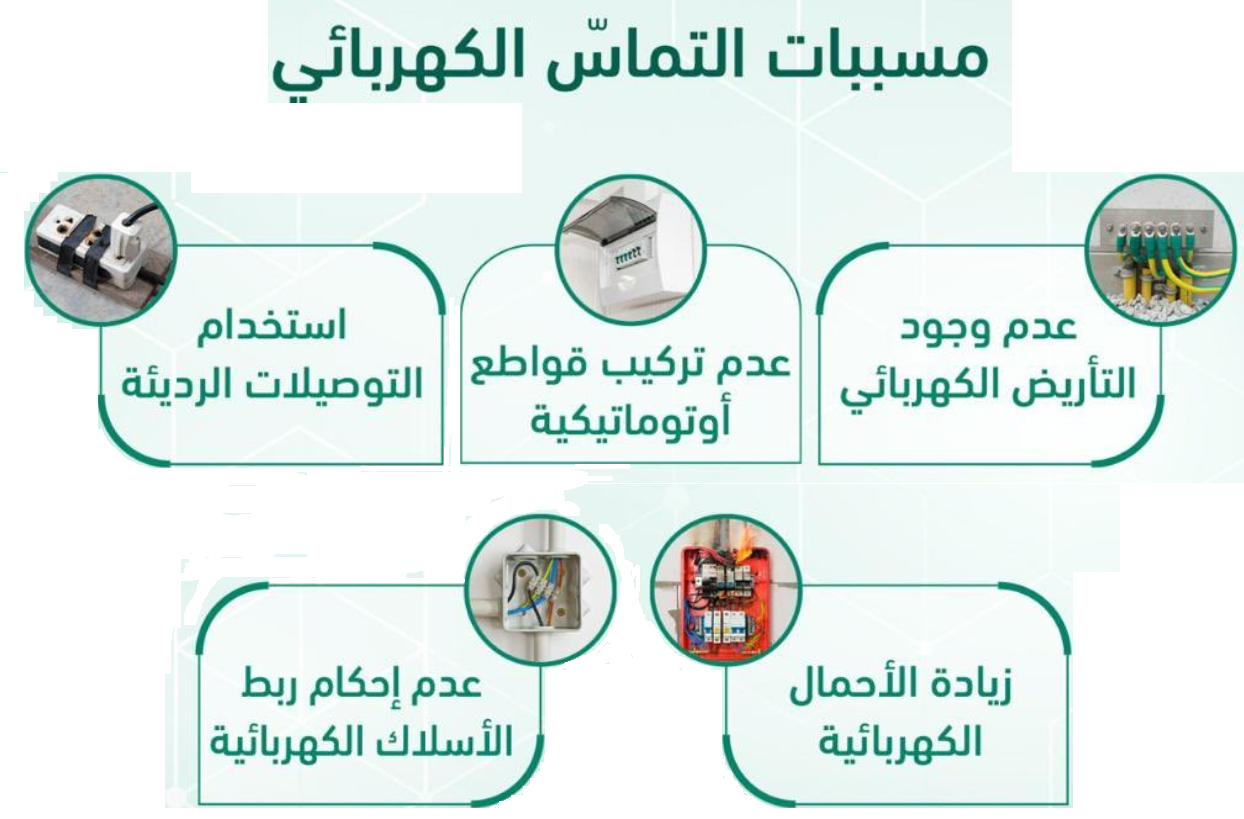 مسببات التماسّ الكهربائي
عدم وجود
التأريض الكهربائي
عدم تركيب قواطع
أوتوماتيكية
استخدام
التوصيلات الرديئة
زيادة الأحمال
الكهربائية
عدم إحكام ربط
الأسلاك الكهربائية